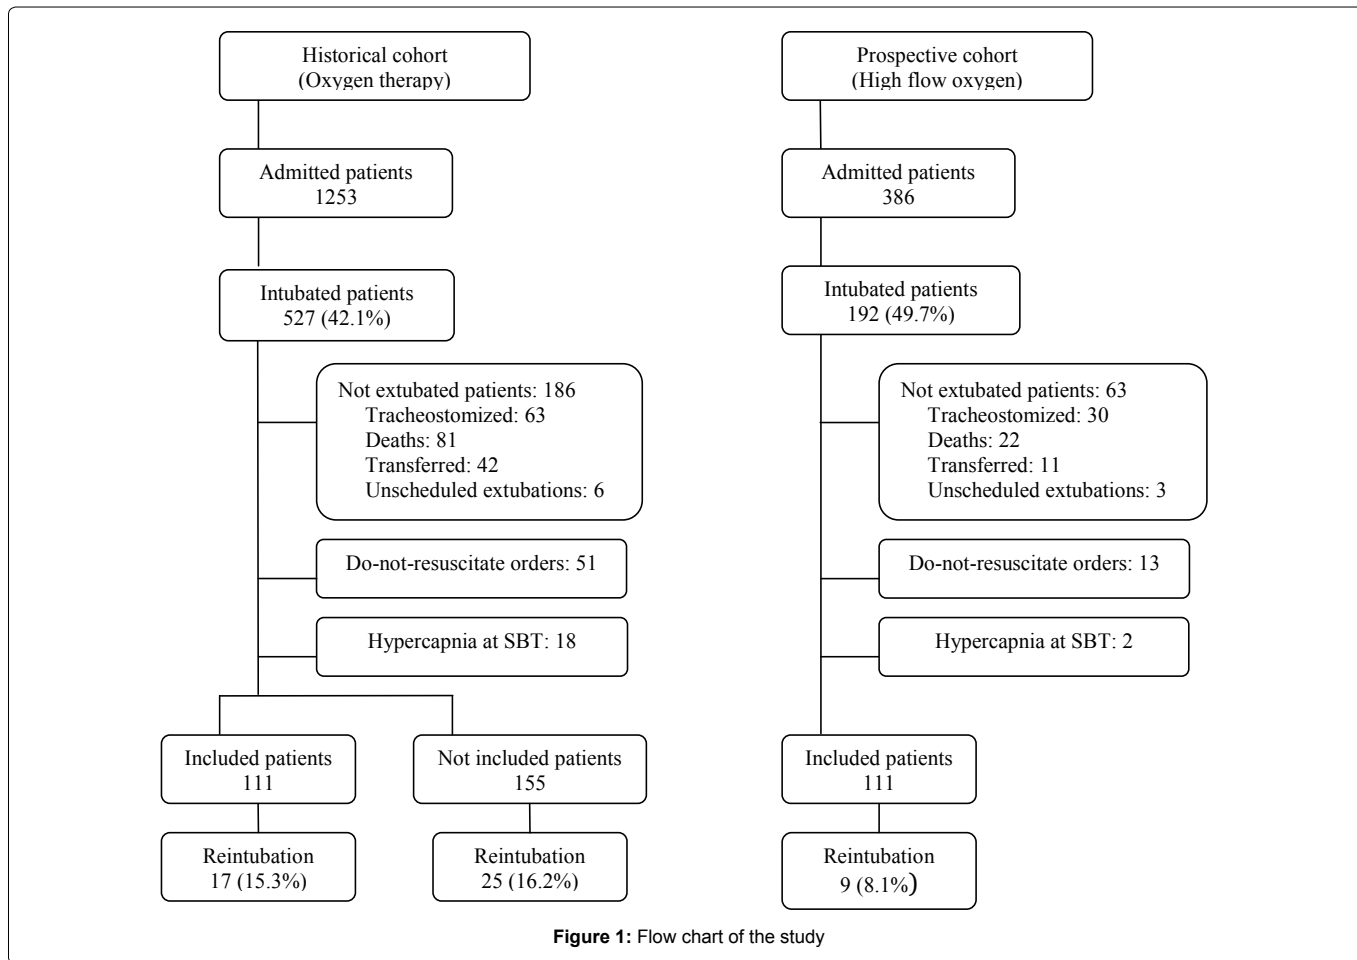 Historical cohort
(Oxygen therapy)
Admitted patients
1253
Intubated patients
527 (42.1%)
Not extubated patients: 186
Tracheostomized: 63
Deaths: 81
Transferred: 42
Unscheduled extubations: 6
Do-not-resuscitate orders: 51
Hypercapnia at SBT: 18
Included patients
111
Reintubation
17 (15.3%)
Not included patients
155
Reintubation
25 (16.2%)
Prospective cohort
(High flow oxygen)
Admitted patients
386
Intubated patients
192 (49.7%)
Not extubated patients: 63
Tracheostomized: 30
Deaths: 22
Transferred: 11
Unscheduled extubations: 3
Do-not-resuscitate orders: 13
Hypercapnia at SBT: 2
Included patients
111
Reintubation
9 (8.1%)
Figure 1: Flow chart of the study